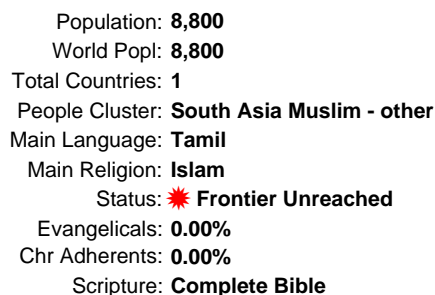 Population: 8,800
World Popl: 8,800
Total Countries: 1
People Cluster: South Asia Muslim - other
Main Language: Tamil
Main Religion: Islam
Status: Frontier Unreached
Evangelicals: 0.00%
Chr Adherents: 0.00%
Scripture: Complete Bible